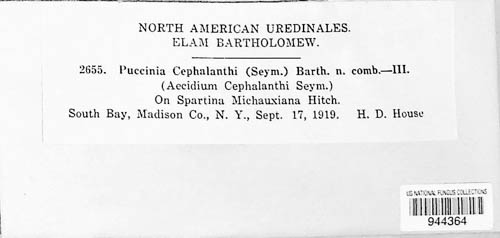 NORTH AMERICAN UREDINALES.
ELAM BARTHOLOMEW.
2655. Puccinia Cephalanthi (Seym.) Barth. n. comb.—III.
(Aecidium Cephalanthi Seym.)
On Spartina Michauxiana Hitch.
South Bay, Madison Co., N. Y., Sept. 17, 1919. H. D. House
US NATIONAL FUNGUS COLLECTIONS
944364